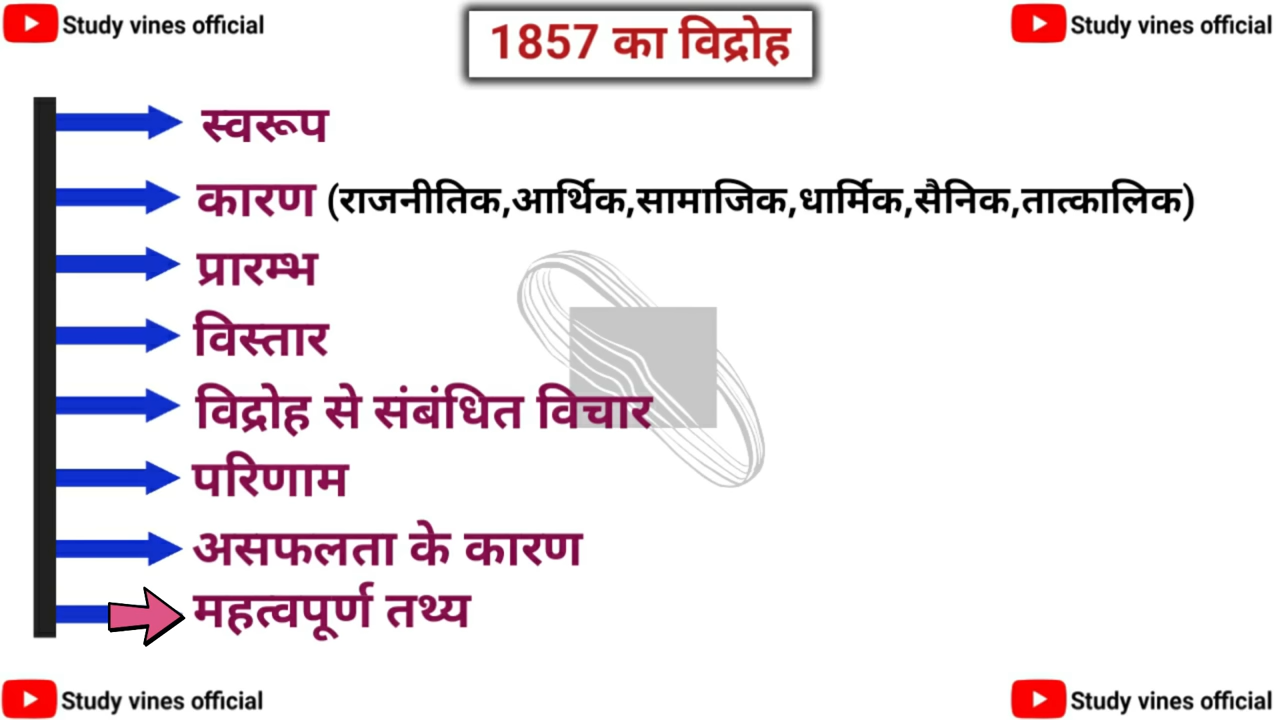 Study vines official
Study vines official
1857 का विद्रोह
स्वरूप
कारण (राजनीतिक,आर्थिक,सामाजिक,धार्मिक,सैनिक,तात्कालिक)
प्रारम्भ
विस्तार
विद्रोह से संबंधित विचार
परिणाम
असफलता के कारण
महत्वपूर्ण तथ्य
Study vines official
Study vines official